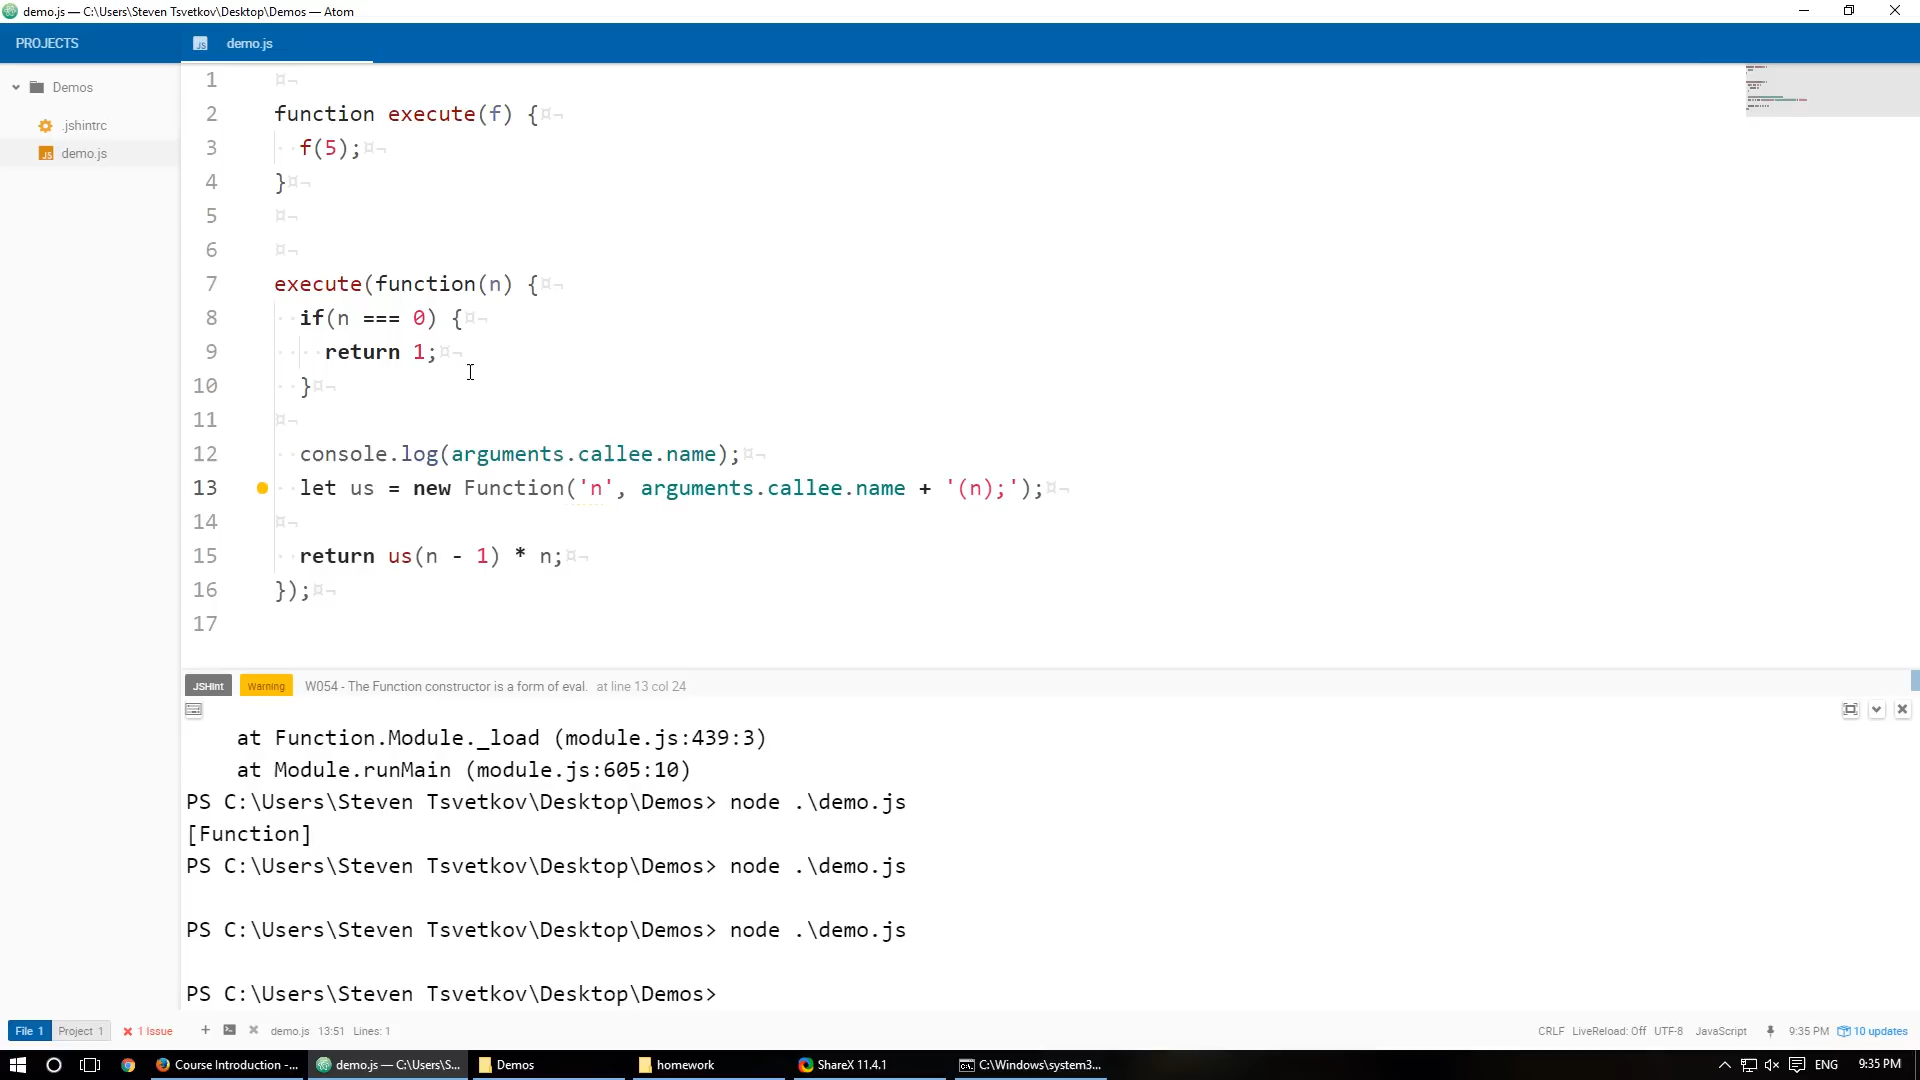 demo.js — C:\Users\Steven Tsvetkov\Desktop\Demos — Atom
PROJECTS
demo.js
Demos
.jshintrc
demo.js
1
2 function execute(f) {
3 f(5);
4 }
5
6
7 execute(function(n) {
8 if(n === 0) {
9 return 1;
10 }
11
12 console.log(arguments.callee.name);
13 let us = new Function('n', arguments.callee.name + '(n);');
14
15 return us(n - 1) * n;
16 });
17
JSHint Warning W054 - The Function constructor is a form of eval. at line 13 col 24
at Function.Module._load (module.js:439:3)
at Module.runMain (module.js:605:10)
PS C:\Users\Steven Tsvetkov\Desktop\Demos> node .\demo.js
[Function]
PS C:\Users\Steven Tsvetkov\Desktop\Demos> node .\demo.js
PS C:\Users\Steven Tsvetkov\Desktop\Demos> node .\demo.js
PS C:\Users\Steven Tsvetkov\Desktop\Demos>
File 1 Project 1 1 Issue demo.js 13:51 Lines: 1 CRLF LiveReload: Off UTF-8 JavaScript 9:35 PM 10 updates
Course Introduction -... demo.js — C:\Users\S... Demos homework ShareX 11.4.1 C:\Windows\system3... ENG 9:35 PM